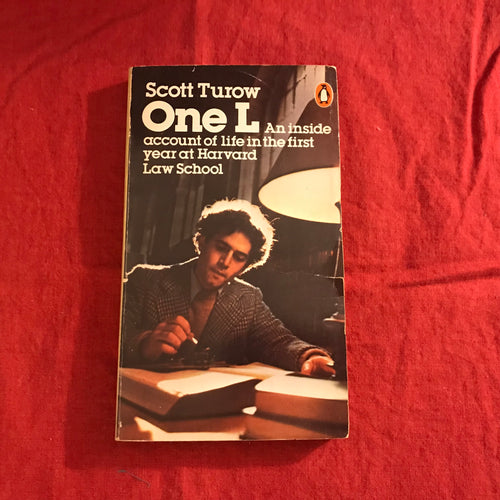 Scott Turow
One L An inside
account of life in the first
year at Harvard
Law School